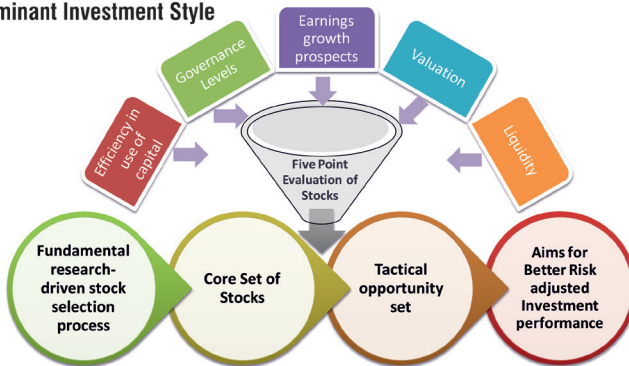 minant Investment Style
Efficiency in
use of
capital
Governance
Levels
Earnings
growth
prospects
Valuation
Liquidity
Five Point
Evaluation of
Stocks
Fundamental
research-
driven stock
selection
process
Core Set of
Stocks
Tactical
opportunity
set
Aims for
Better Risk
adjusted
Investment
performance